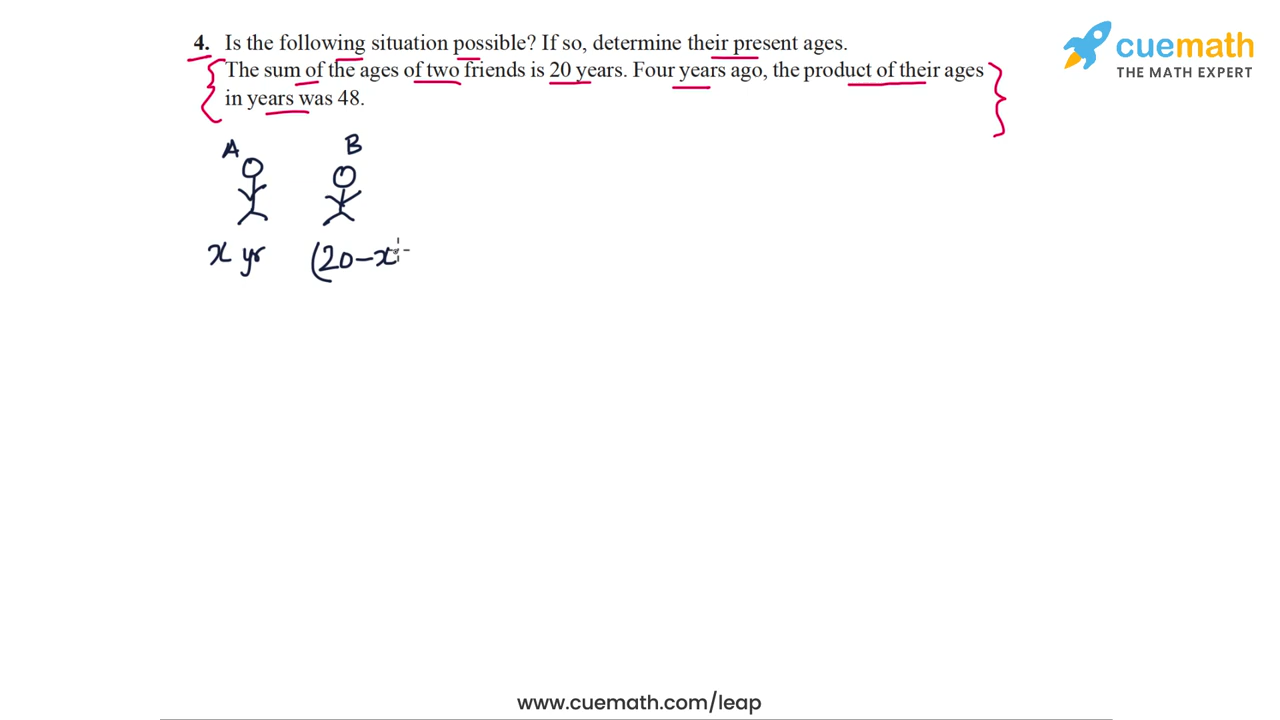 4. Is the following situation possible? If so, determine their present ages.
The sum of the ages of two friends is 20 years. Four years ago, the product of their ages
in years was 48.
cuemath
THE MATH EXPERT
A B
x yr (20-x
www.cuemath.com/leap